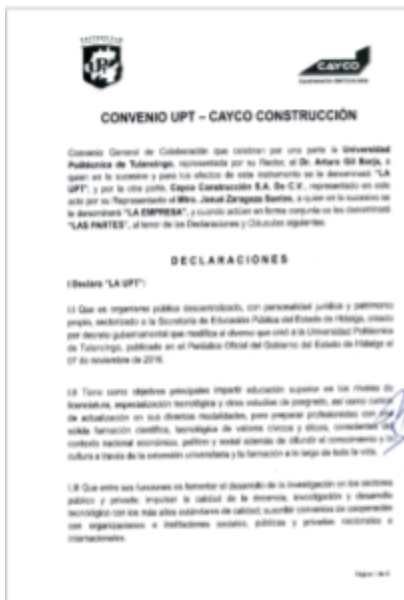 UPT
CAYCO
CONVENIO UPT – CAYCO CONSTRUCCIÓN
Convenio General de Colaboración que celebran por una parte la Universidad
Politécnica de Tulancingo, representada por su Rector, el Dr. Arturo Gil Borja, a
quien en lo sucesivo y para los efectos de este instrumento se le denominará "LA
UPT"; y por la otra parte, Cayco Construcción S.A. De C.V., representado en este
acto por su Representante el Mtro. Josué Zaragoza Santos, a quien en lo sucesivo se
le denominará "LA EMPRESA", y cuando actúen en forma conjunta se les denominará
"LAS PARTES", al tenor de las Declaraciones y Cláusulas siguientes:
DECLARACIONES
I Declara "LA UPT":
I.I Que es organismo público descentralizado, con personalidad jurídica y patrimonio
propio, sectorizado a la Secretaría de Educación Pública del Estado de Hidalgo, creado
por decreto gubernamental que modifica al diverso que creó a la Universidad Politécnica
de Tulancingo, publicado en el Periódico Oficial del Gobierno del Estado de Hidalgo el
07 de noviembre de 2016.
I.II Tiene como objetivos principales impartir educación superior en los niveles de
licenciatura, especialización tecnológica y otros estudios de posgrado, así como cursos
de actualización en sus diversas modalidades, para preparar profesionales con una
sólida formación científica, tecnológica de valores cívicos y éticos, conscientes del
contexto nacional económico, político y social además de difundir el conocimiento y la
cultura a través de la extensión universitaria y la formación a lo largo de toda la vida.
I.III Que entre sus funciones es fomentar el desarrollo de la investigación en los sectores
público y privado; impulsar la calidad de la docencia, investigación y desarrollo
tecnológico con los más altos estándares de calidad; suscribir convenios de cooperación
con organizaciones e instituciones sociales, públicas y privadas nacionales e
internacionales.